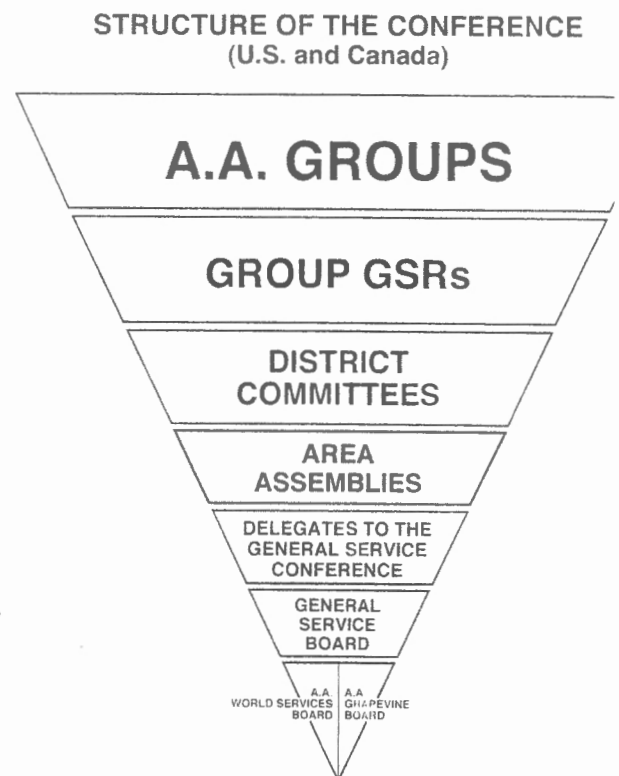 STRUCTURE OF THE CONFERENCE
(U.S. and Canada)
A.A. GROUPS
GROUP GSRs
DISTRICT
COMMITTEES
AREA
ASSEMBLIES
DELEGATES TO THE
GENERAL SERVICE
CONFERENCE
GENERAL
SERVICE
BOARD
A.A.
WORLD SERVICES
BOARD
A.A
GRAPEVINE
BOARD